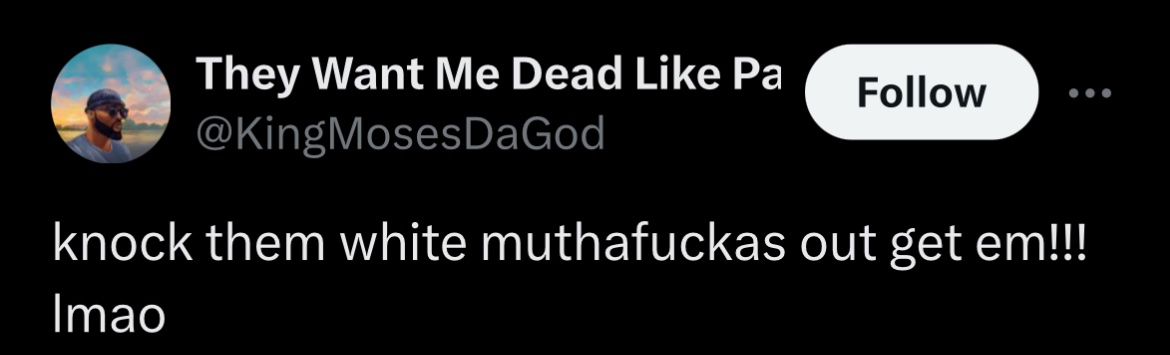 They Want Me Dead Like Pa
Follow
@KingMosesDaGod
knock them white muthafuckas out get em!!!
lmao